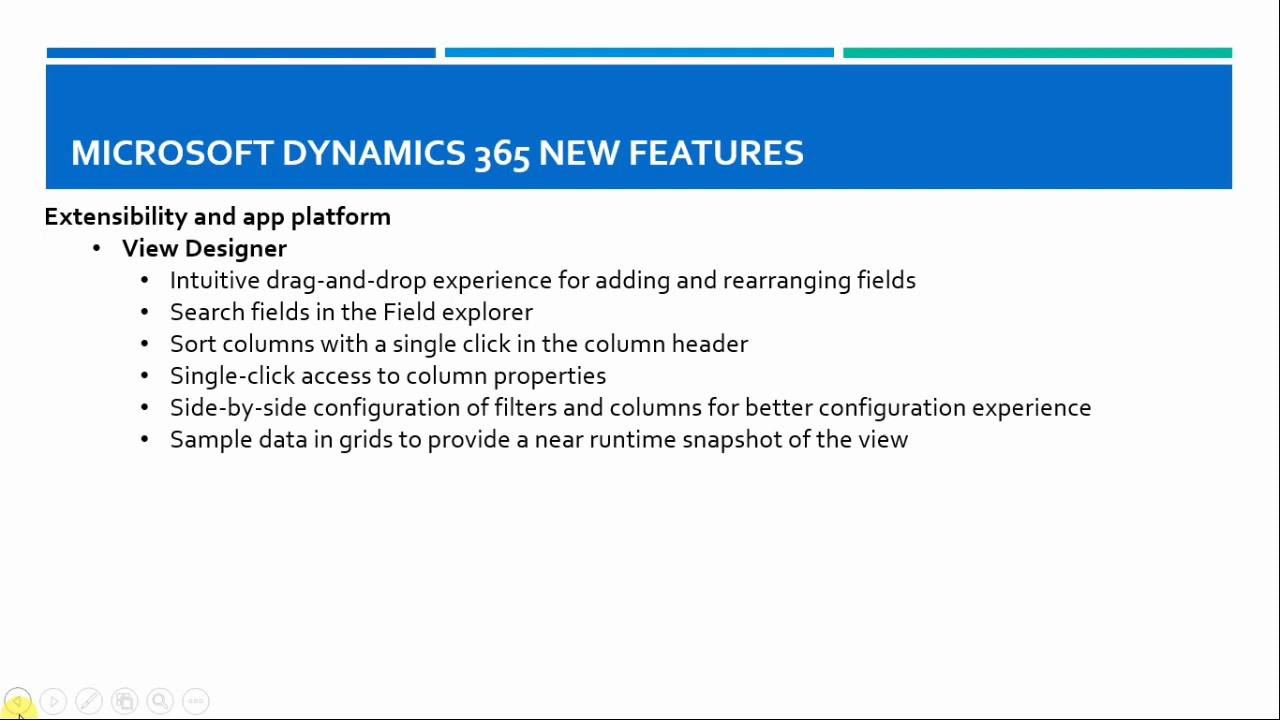 MICROSOFT DYNAMICS 365 NEW FEATURES
Extensibility and app platform
• View Designer
• Intuitive drag-and-drop experience for adding and rearranging fields
• Search fields in the Field explorer
• Sort columns with a single click in the column header
• Single-click access to column properties
• Side-by-side configuration of filters and columns for better configuration experience
• Sample data in grids to provide a near runtime snapshot of the view